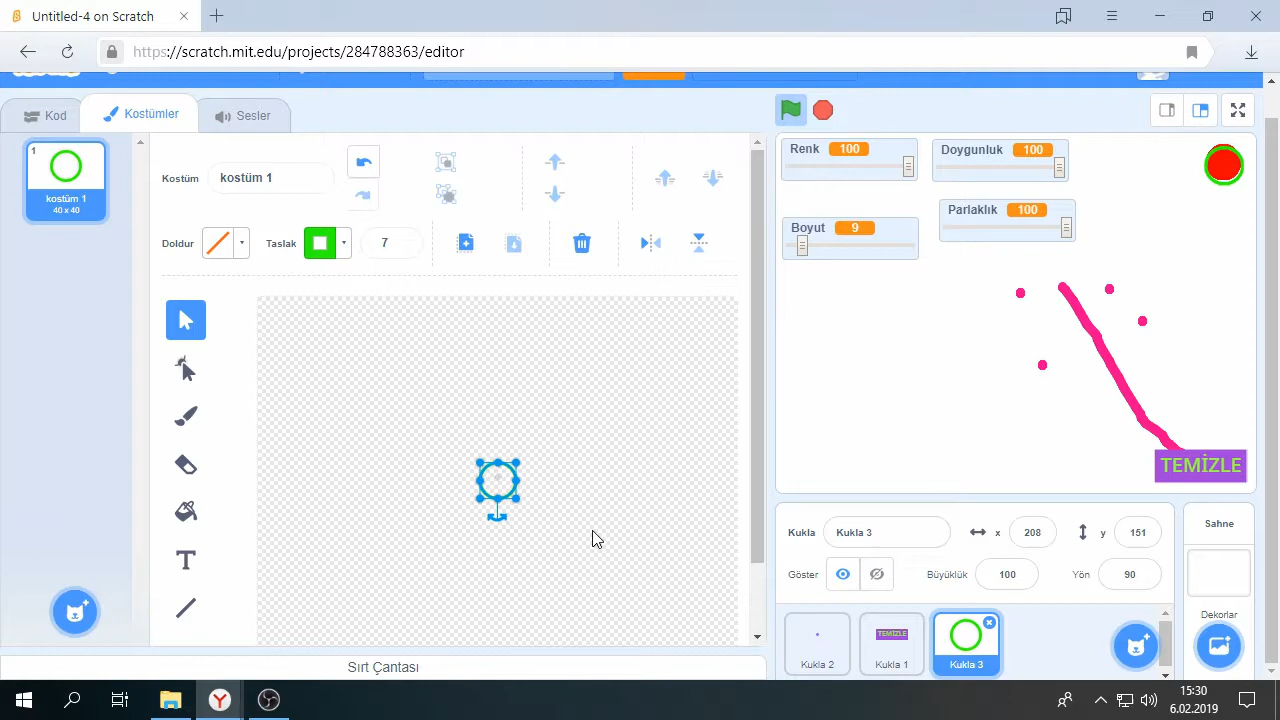 Untitled-4 on Scratch
https://scratch.mit.edu/projects/284788363/editor
Kod
Kostümler
Sesler
1
kostüm 1
40 x 40
Kostüm
kostüm 1
Doldur
Taslak
7
Renk 100
Doygunluk 100
Boyut 9
Parlaklık 100
TEMİZLE
Kukla
Kukla 3
x
208
y
151
Göster
Büyüklük
100
Yön
90
Sahne
Dekorlar
Kukla 2
TEMİZLE
Kukla 1
Kukla 3
Sırt Çantası
15:30
6.02.2019